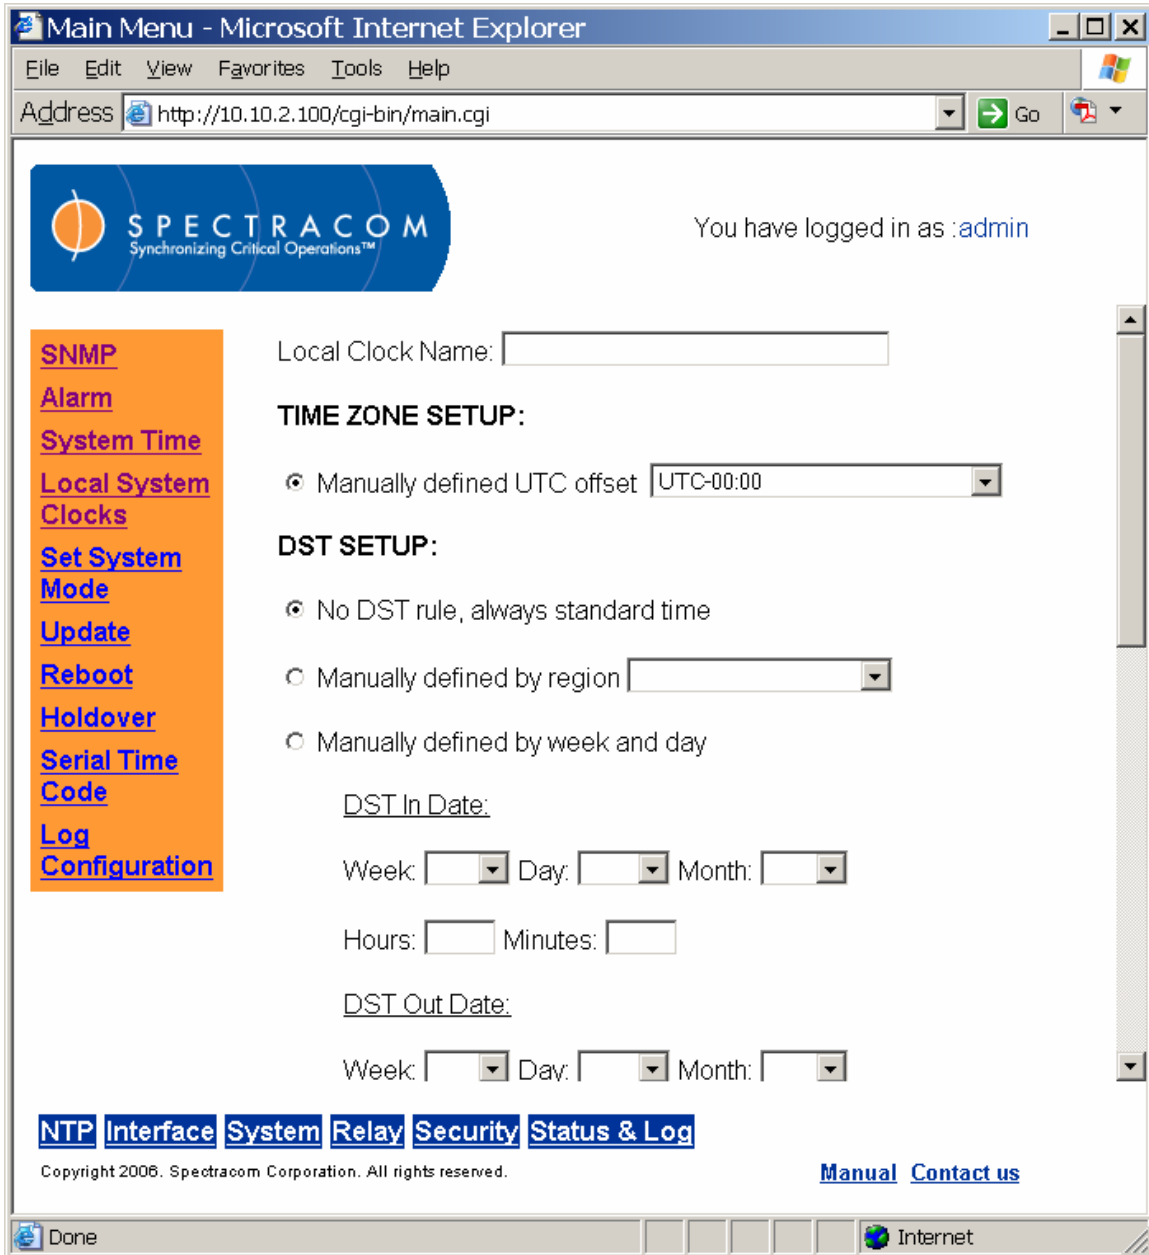 Main Menu - Microsoft Internet Explorer
File Edit View Favorites Tools Help
Address http://10.10.2.100/cgi-bin/main.cgi Go
SPECTRACOM
Synchronizing Critical Operations™
You have logged in as :admin
SNMP
Alarm
System Time
Local System
Clocks
Set System
Mode
Update
Reboot
Holdover
Serial Time
Code
Log
Configuration
Local Clock Name:
TIME ZONE SETUP:
Manually defined UTC offset UTC-00:00
DST SETUP:
No DST rule, always standard time
Manually defined by region
Manually defined by week and day
DST In Date:
Week: Day: Month:
Hours: Minutes:
DST Out Date:
Week: Day: Month:
NTP Interface System Relay Security Status & Log
Copyright 2006. Spectracom Corporation. All rights reserved.
Manual Contact us
Done Internet